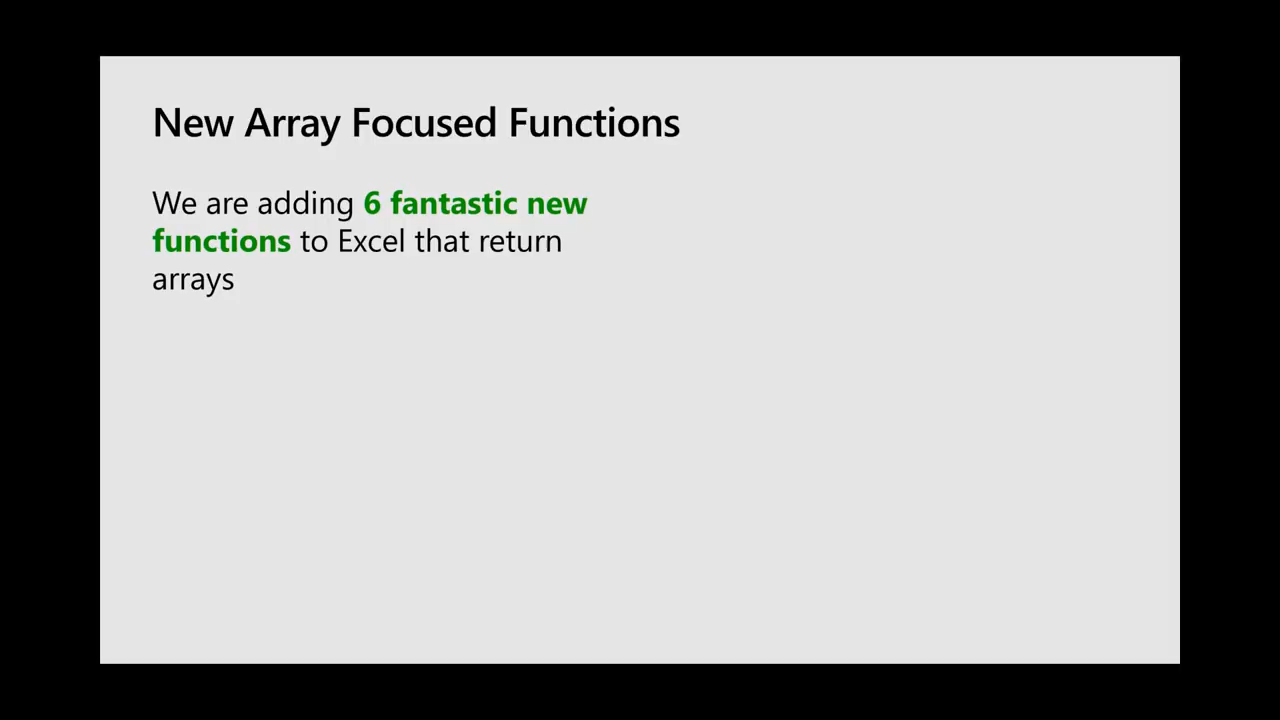 New Array Focused Functions
We are adding 6 fantastic new
functions to Excel that return
arrays